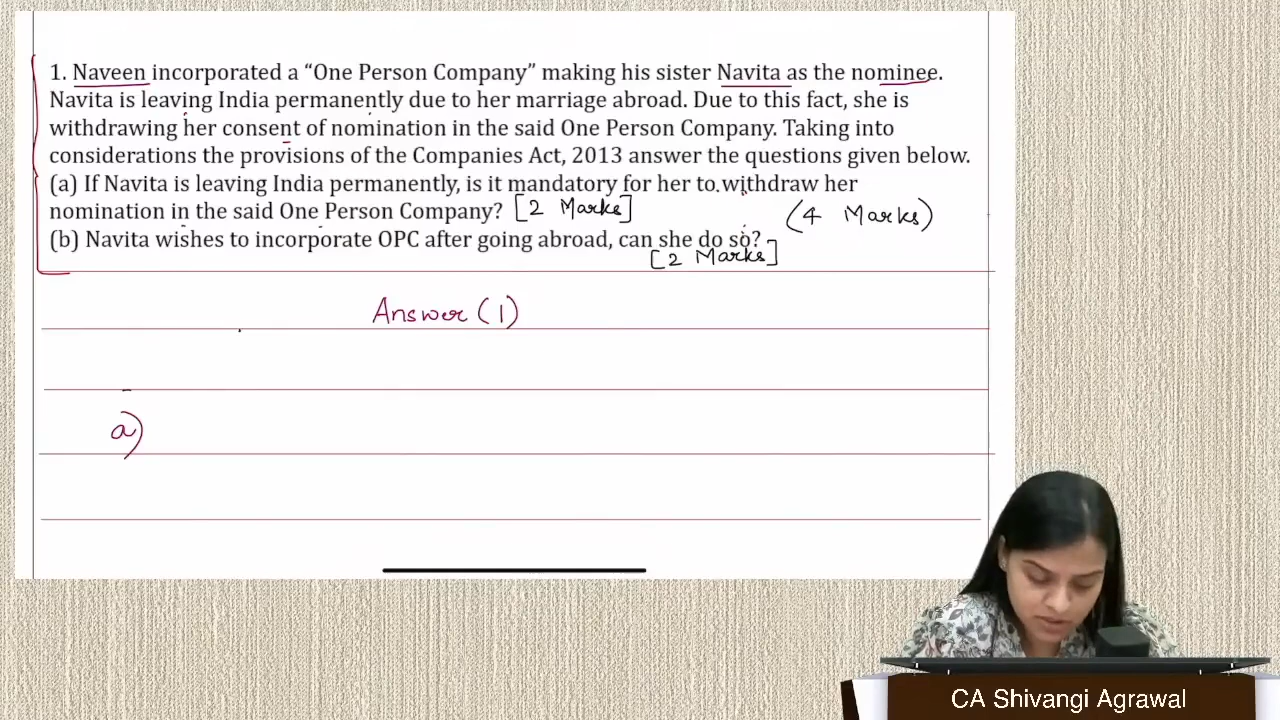 1. Naveen incorporated a “One Person Company” making his sister Navita as the nominee.
Navita is leaving India permanently due to her marriage abroad. Due to this fact, she is
withdrawing her consent of nomination in the said One Person Company. Taking into
considerations the provisions of the Companies Act, 2013 answer the questions given below.
(a) If Navita is leaving India permanently, is it mandatory for her to withdraw her
nomination in the said One Person Company? [2 Marks] (4 Marks)
(b) Navita wishes to incorporate OPC after going abroad, can she do so?
[2 Marks]
Answer (1)
a)
CA Shivangi Agrawal